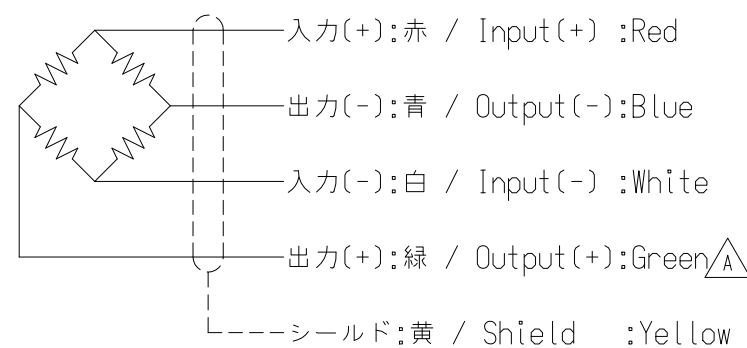 入力(+):赤 / Input(+) :Red
出力(-):青 / Output(-):Blue
入力(-):白 / Input(-) :White
出力(+):緑 / Output(+):Green A
シールド:黄 / Shield :Yellow